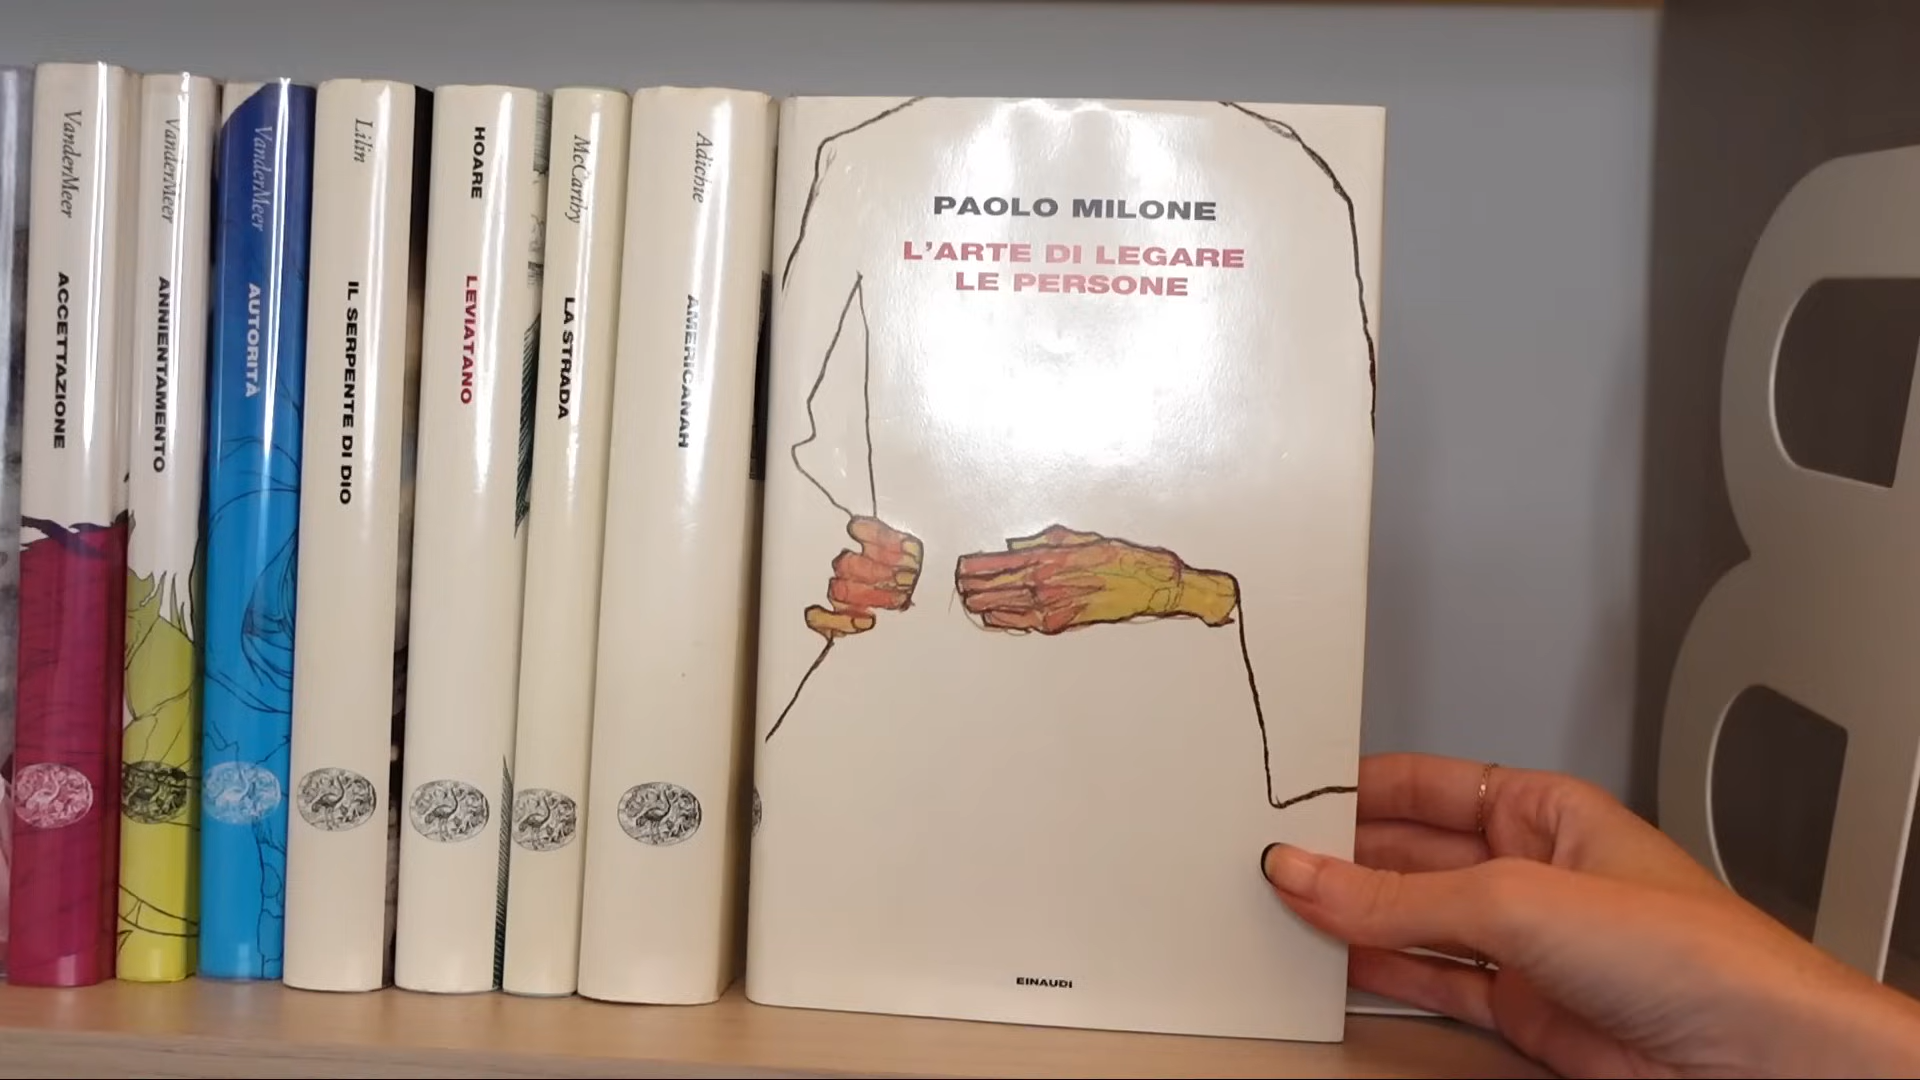 VanderMeer
ACCETTAZIONE
VanderMeer
ANNIENTAMENTO
VanderMeer
AUTORITÀ
Lilin
IL SERPENTE DI DIO
HOARE
LEVIATANO
McCarthy
LA STRADA
Adichie
AMERICANAH
PAOLO MILONE
L'ARTE DI LEGARE
LE PERSONE
EINAUDI